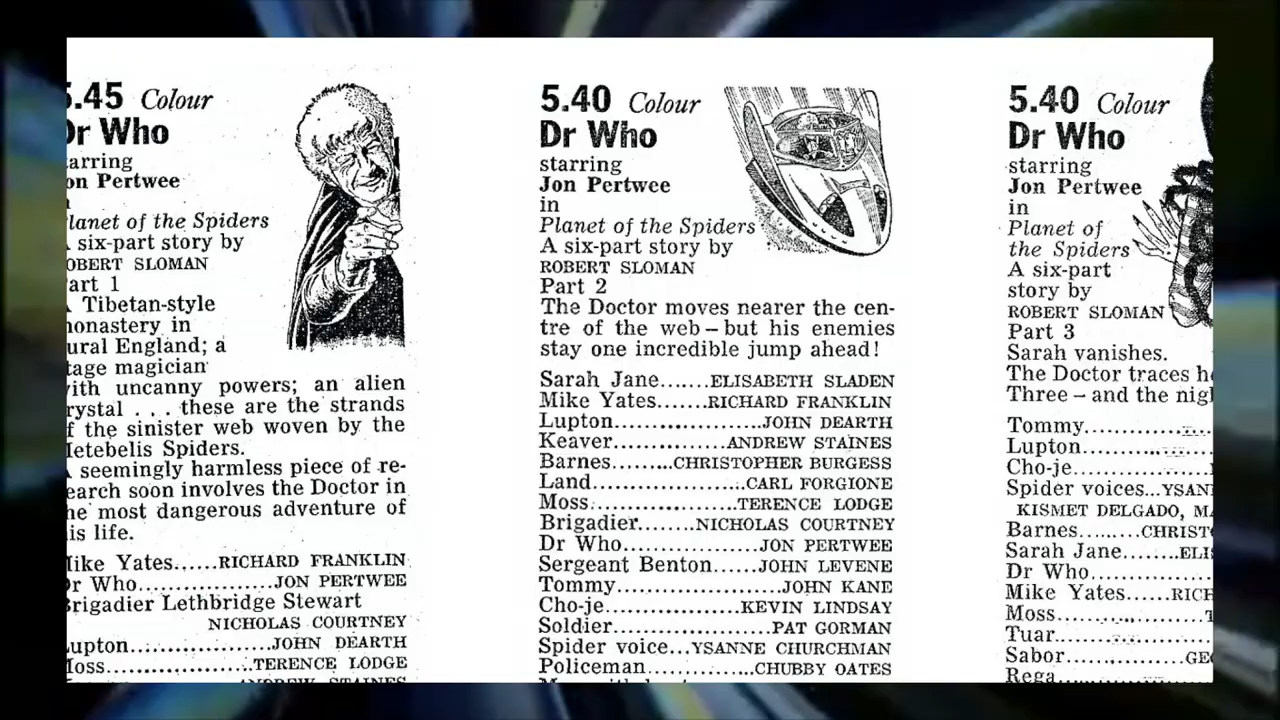 5.45 Colour
Dr Who
starring
Jon Pertwee
Planet of the Spiders
A six-part story by
ROBERT SLOMAN
Part 1
A Tibetan-style
monastery in
rural England; a
stage magician
with uncanny powers; an alien
crystal . . . these are the strands
of the sinister web woven by the
Metebelis Spiders.
A seemingly harmless piece of re-
search soon involves the Doctor in
the most dangerous adventure of
his life.
Mike Yates......RICHARD FRANKLIN
Dr Who...............JON PERTWEE
Brigadier Lethbridge Stewart
NICHOLAS COURTNEY
Lupton...............JOHN DEARTH
Moss...............TERENCE LODGE
ANDREW STAINES
5.40 Colour
Dr Who
starring
Jon Pertwee
in
Planet of the Spiders
A six-part story by
ROBERT SLOMAN
Part 2
The Doctor moves nearer the cen-
tre of the web – but his enemies
stay one incredible jump ahead!
Sarah Jane......ELISABETH SLADEN
Mike Yates.......RICHARD FRANKLIN
Lupton....................JOHN DEARTH
Keaver............ANDREW STAINES
Barnes........CHRISTOPHER BURGESS
Land....................CARL FORGIONE
Moss...................TERENCE LODGE
Brigadier........NICHOLAS COURTNEY
Dr Who...................JON PERTWEE
Sergeant Benton......JOHN LEVENE
Tommy.......................JOHN KANE
Cho-je..................KEVIN LINDSAY
Soldier......................PAT GORMAN
Spider voice...YSANNE CHURCHMAN
Policeman..............CHUBBY OATES
5.40 Colour
Dr Who
starring
Jon Pertwee
in
Planet of
the Spiders
A six-part
story by
ROBERT SLOMAN
Part 3
Sarah vanishes.
The Doctor traces h
Three – and the nig
Tommy
Lupton
Cho-je
Spider voices...YSAN
KISMET DELGADO, MA
Barnes.........CHRIST
Sarah Jane.......ELIS
Dr Who
Mike Yates......RICH
Moss
Tuar
Sabor...............GEO
Rega